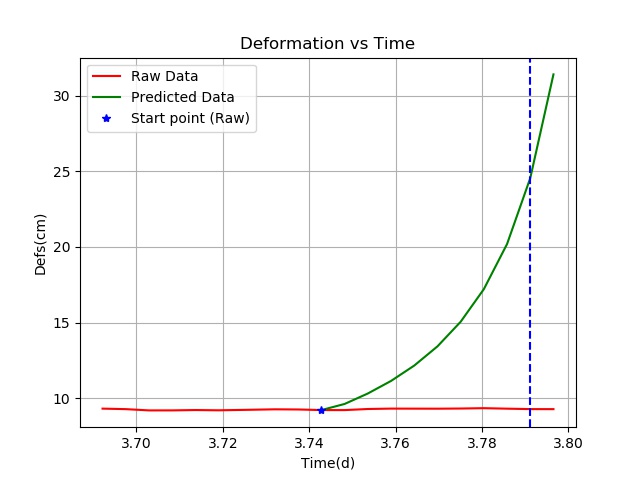 Deformation vs Time
Raw Data
Predicted Data
Start point (Raw)
30
25
20
15
10
Defs(cm)
3.70 3.72 3.74 3.76 3.78 3.80
Time(d)